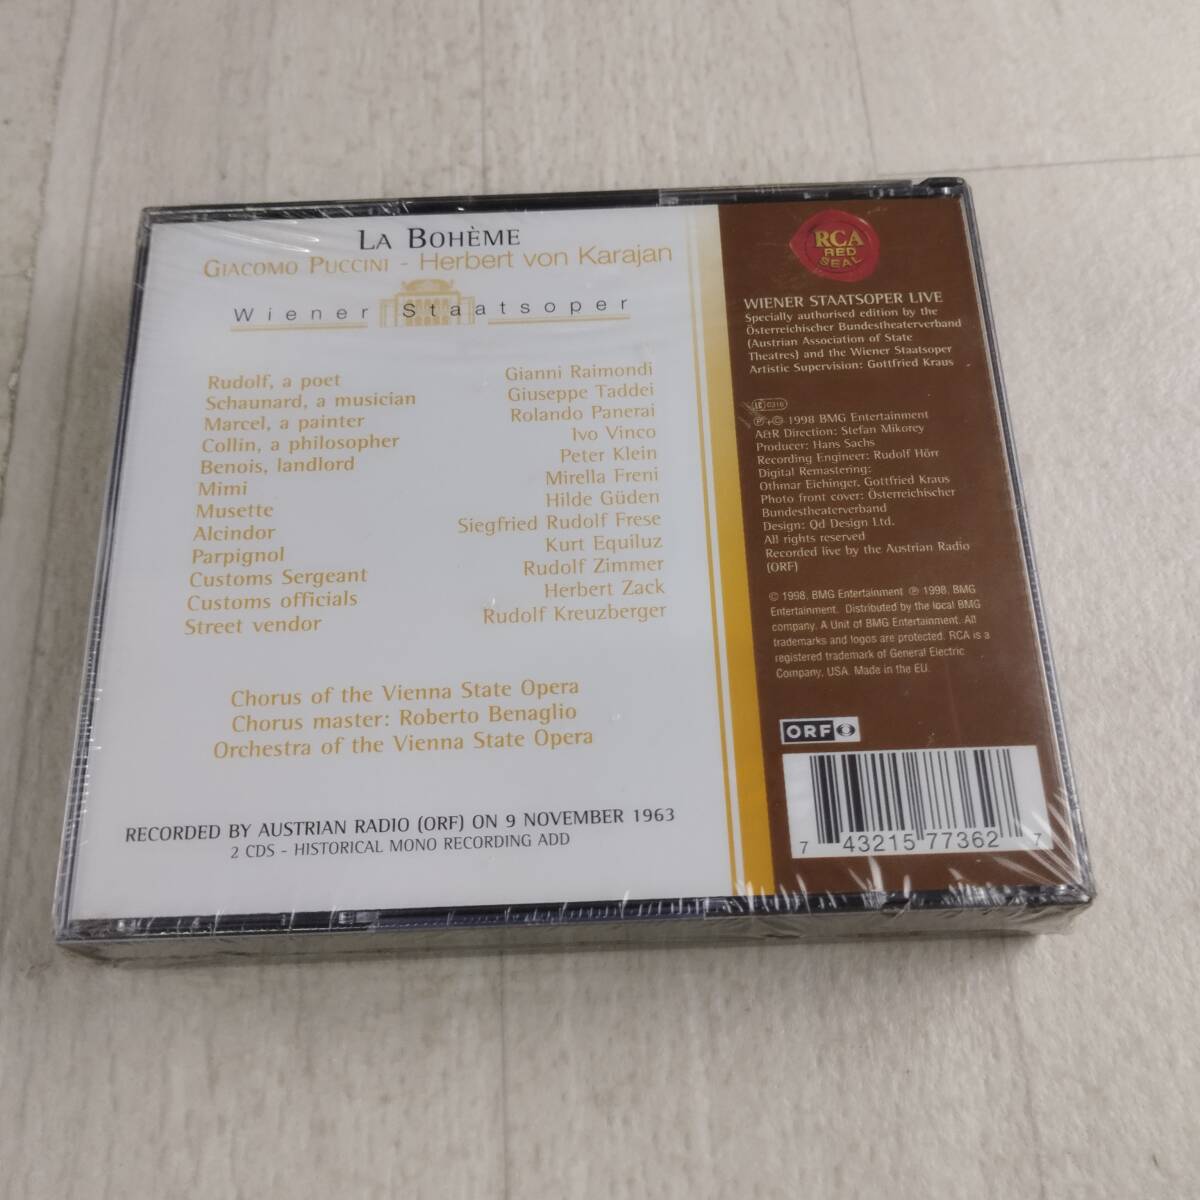 LA BOHÈME
GIACOMO PUCCINI - Herbert von Karajan
Wiener Staatsoper
Rudolf, a poet Gianni Raimondi
Schaunard, a musician Giuseppe Taddei
Marcel, a painter Rolando Panerai
Collin, a philosopher Ivo Vinco
Benois, landlord Peter Klein
Mimi Mirella Freni
Musette Hilde Güden
Alcindor Siegfried Rudolf Frese
Parpignol Kurt Equiluz
Customs Sergeant Rudolf Zimmer
Customs officials Herbert Zack
Street vendor Rudolf Kreuzberger
Chorus of the Vienna State Opera
Chorus master: Roberto Benaglio
Orchestra of the Vienna State Opera
RECORDED BY AUSTRIAN RADIO (ORF) ON 9 NOVEMBER 1963
2 CDS - HISTORICAL MONO RECORDING ADD
RCA
RED
SEAL
WIENER STAATSOPER LIVE
Specially authorised edition by the
Österreichischer Bundestheaterverband
(Austrian Association of State
Theatres) and the Wiener Staatsoper
Artistic Supervision: Gottfried Kraus
LC 0316
℗+© 1998 BMG Entertainment
A&R Direction: Stefan Mikorey
Producer: Hans Sachs
Recording Engineer: Rudolf Hörr
Digital Remastering:
Othmar Eichinger, Gottfried Kraus
Photo front cover: Österreichischer
Bundestheaterverband
Design: Qd Design Ltd.
All rights reserved
Recorded live by the Austrian Radio
(ORF)
© 1998, BMG Entertainment ℗ 1998, BMG
Entertainment. Distributed by the local BMG
company. A Unit of BMG Entertainment. All
trademarks and logos are protected. RCA is a
registered trademark of General Electric
Company, USA. Made in the EU.
ORF
7 43215 77362 7